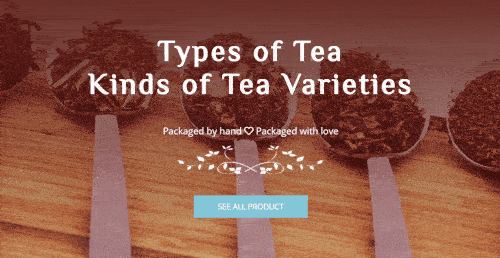 Types of Tea
Kinds of Tea Varieties
Packaged by hand ♡ Packaged with love
SEE ALL PRODUCT